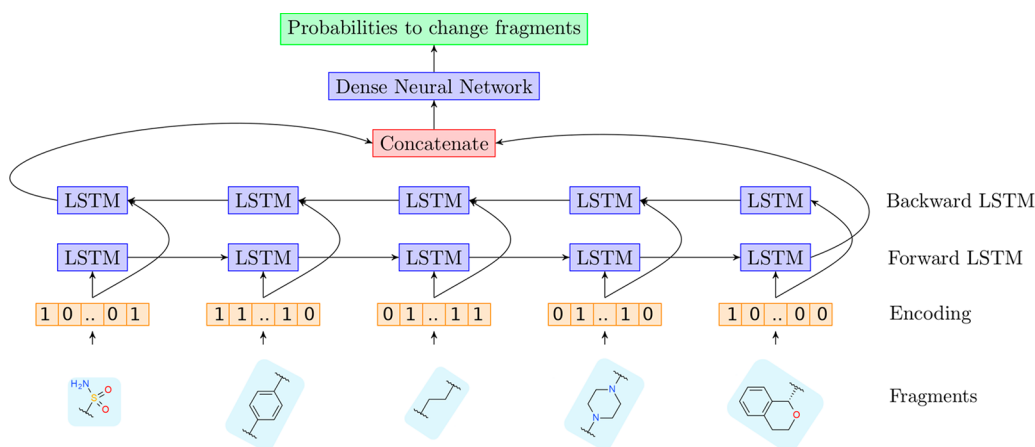 Probabilities to change fragments
Dense Neural Network
Concatenate
LSTM LSTM LSTM LSTM LSTM Backward LSTM
LSTM LSTM LSTM LSTM LSTM Forward LSTM
1 0 .. 0 1 1 1 .. 1 0 0 1 .. 1 1 0 1 .. 1 0 1 0 .. 0 0 Encoding
H2N S O O N N O Fragments